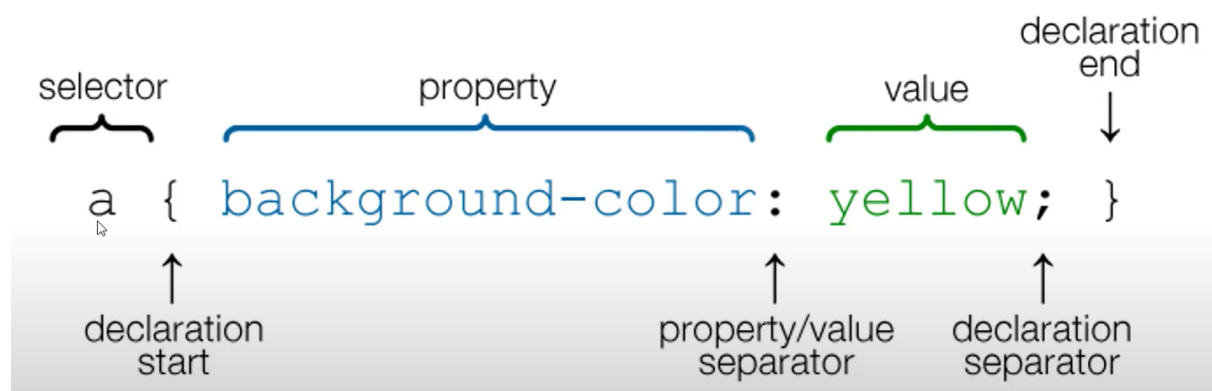 declaration
end
selector
property
value
a { background-color: yellow; }
declaration
start
property/value
separator
declaration
separator